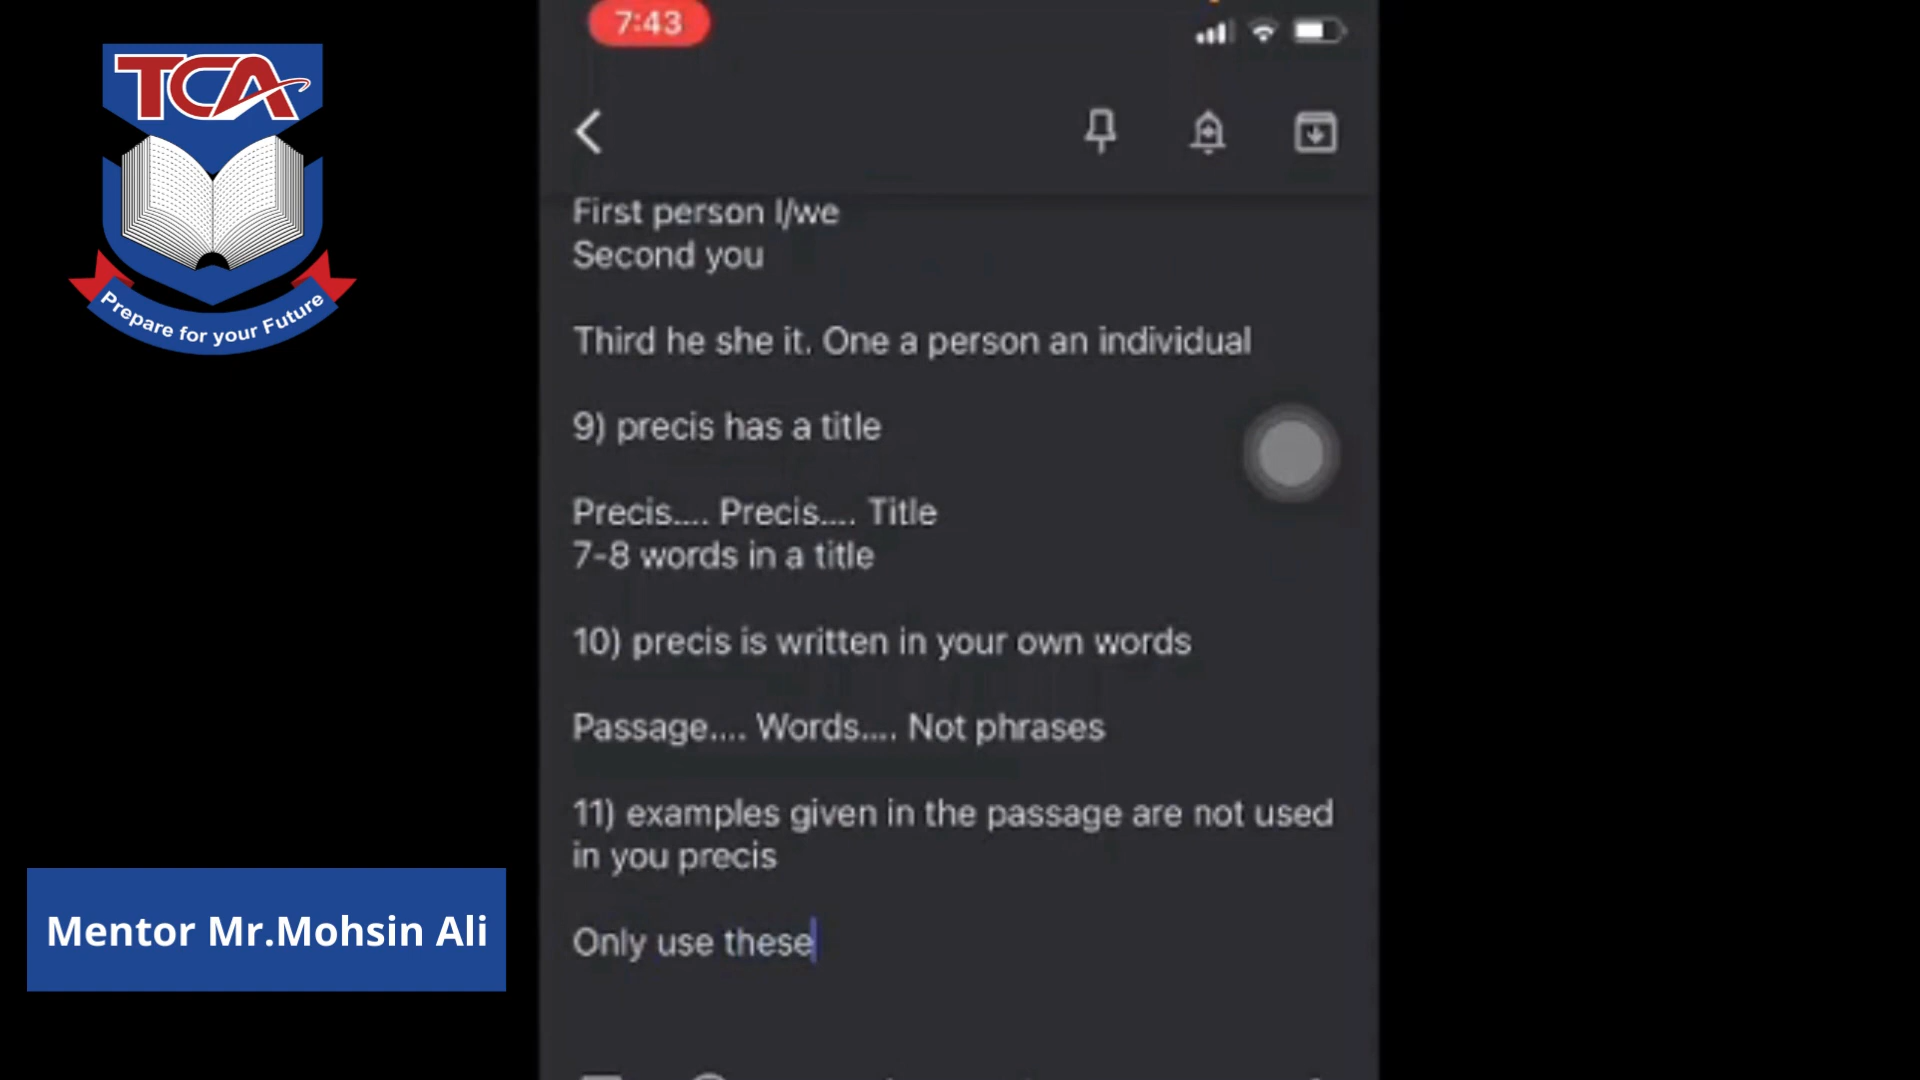 TCA
Prepare for your Future
7:43
First person I/we
Second you
Third he she it. One a person an individual
9) precis has a title
Precis.... Precis.... Title
7-8 words in a title
10) precis is written in your own words
Passage.... Words.... Not phrases
11) examples given in the passage are not used
in you precis
Only use these
Mentor Mr.Mohsin Ali